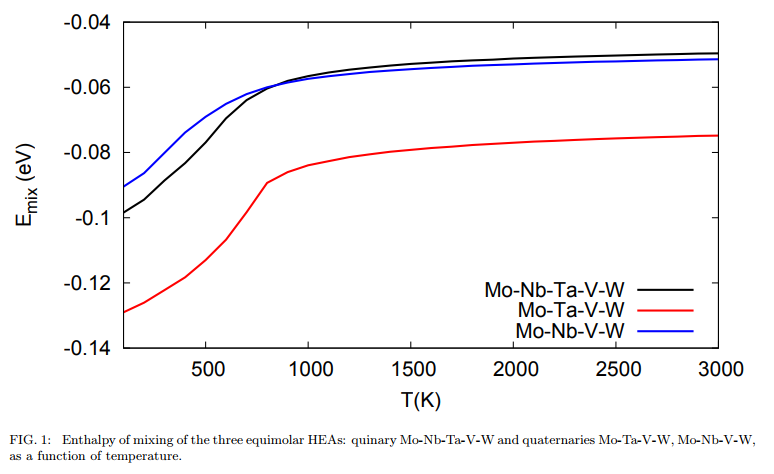 -0.04
-0.06
-0.08
-0.1
-0.12
-0.14
E_mix (eV)
Mo-Nb-Ta-V-W
Mo-Ta-V-W
Mo-Nb-V-W
500 1000 1500 2000 2500 3000
T(K)
FIG. 1: Enthalpy of mixing of the three equimolar HEAs: quinary Mo-Nb-Ta-V-W and quaternaries Mo-Ta-V-W, Mo-Nb-V-W,
as a function of temperature.